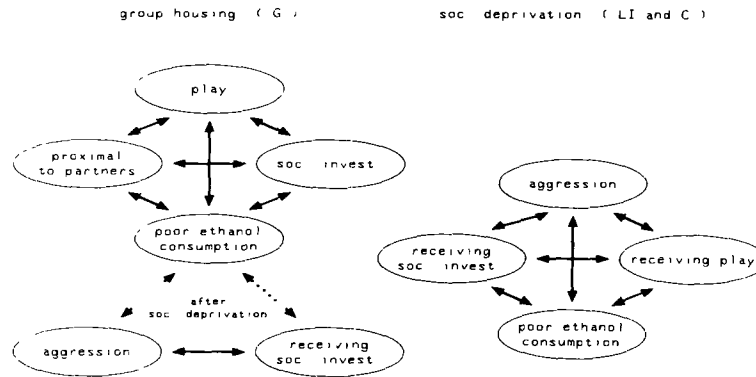 group housing ( G )
soc deprivation ( LI and C )
play
proximal
to partners
soc invest
poor ethanol
consumption
after
soc deprivation
aggression
receiving
soc invest
aggression
receiving
soc invest
receiving play
poor ethanol
consumption